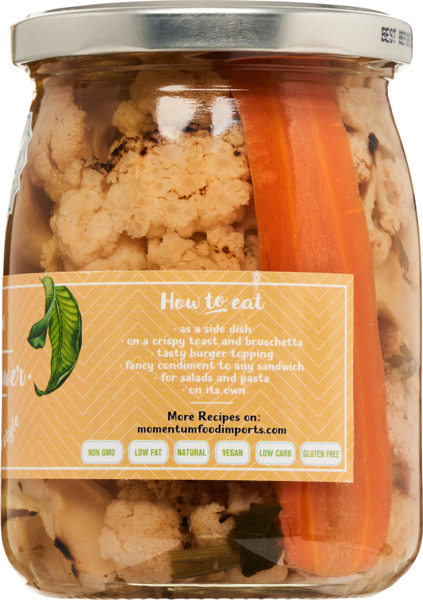 BEST
How to eat
· as a side dish
· on a crispy toast and bruschetta
· tasty burger topping
· fancy condiment to any sandwich
· for salads and pasta
· on its own
style
More Recipes on:
momentumfoodimports.com
NON GMO LOW FAT NATURAL VEGAN LOW CARB GLUTEN FREE